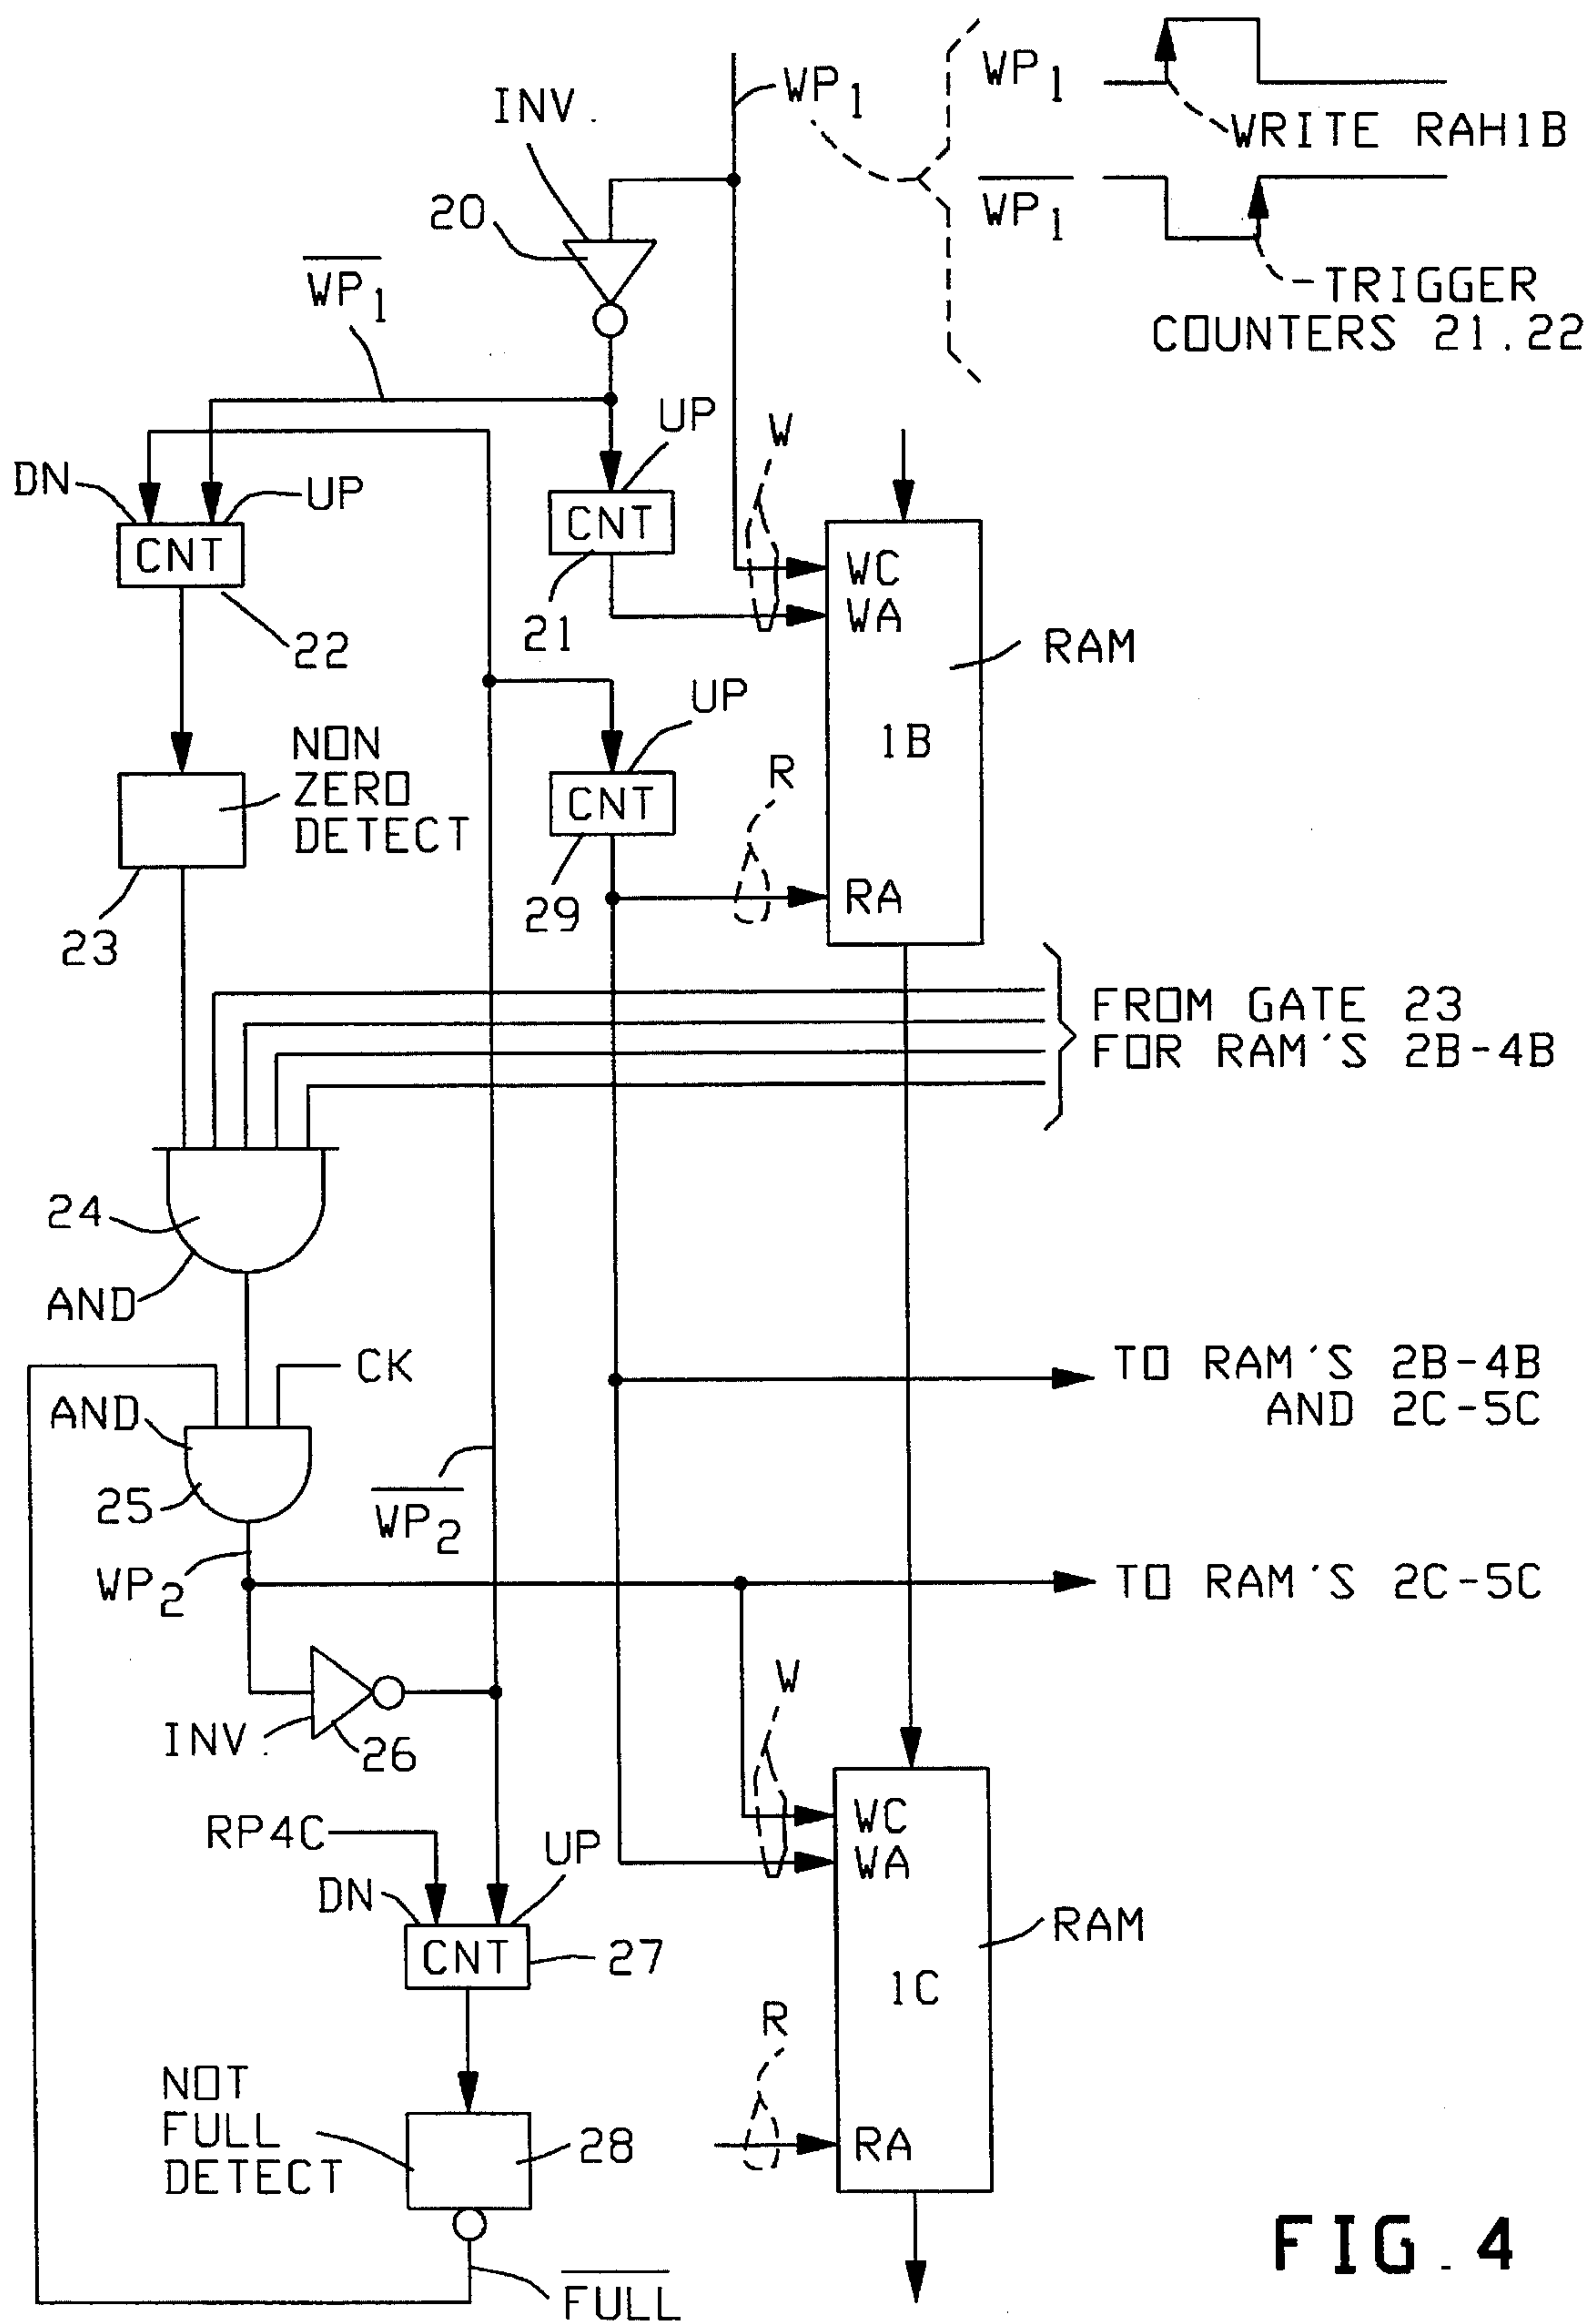 WP1
WP1
INV.
WRITE RAH1B
20
WP1
WP1
TRIGGER
COUNTERS 21.22
UP
W
DN
UP
CNT
CNT
WC
WA
21
22
RAM
UP
1B
NON
ZERO
DETECT
R
CNT
29
RA
23
FROM GATE 23
FOR RAM'S 2B-4B
24
AND
CK
TO RAM'S 2B-4B
AND 2C-5C
AND
25
WP2
WP2
TO RAM'S 2C-5C
W
INV.
26
RP4C
UP
WC
WA
DN
CNT
27
RAM
1C
R
NOT
FULL
DETECT
28
RA
FULL
FIG.4